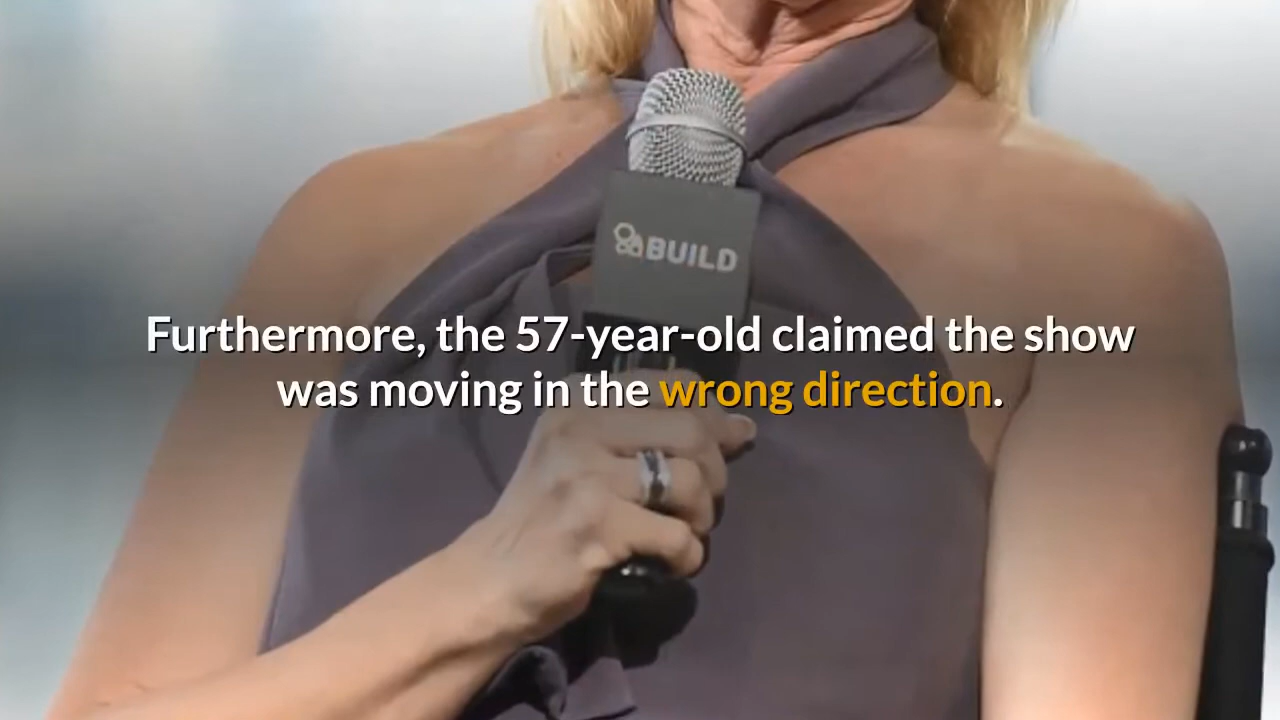 BUILD
Furthermore, the 57-year-old claimed the show
was moving in the wrong direction.